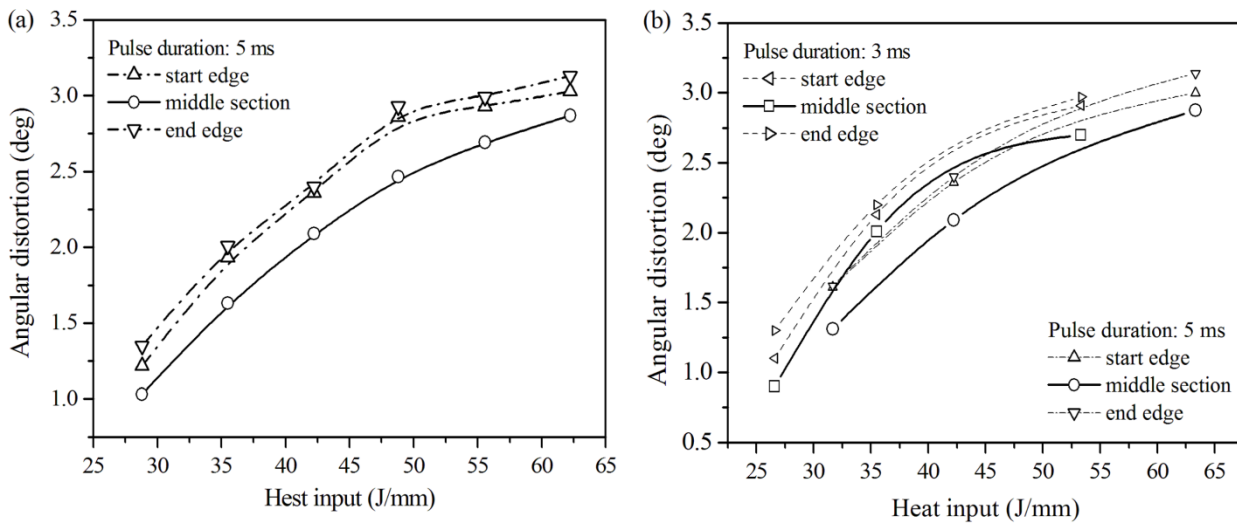 (a)
3.5
3.0
2.5
2.0
1.5
1.0
Angular distortion (deg)
Pulse duration: 5 ms
start edge
middle section
end edge
25 30 35 40 45 50 55 60 65
Hest input (J/mm)
(b)
3.5
3.0
2.5
2.0
1.5
1.0
0.5
Angular distortion (deg)
Pulse duration: 3 ms
start edge
middle section
end edge
Pulse duration: 5 ms
start edge
middle section
end edge
25 30 35 40 45 50 55 60 65
Heat input (J/mm)